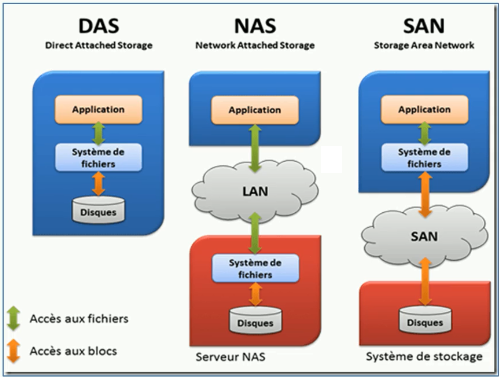 DAS
Direct Attached Storage
Application
Système de
fichiers
Disques
NAS
Network Attached Storage
Application
LAN
Système de
fichiers
Disques
Serveur NAS
SAN
Storage Area Network
Application
Système de
fichiers
SAN
Disques
Système de stockage
Accès aux fichiers
Accès aux blocs